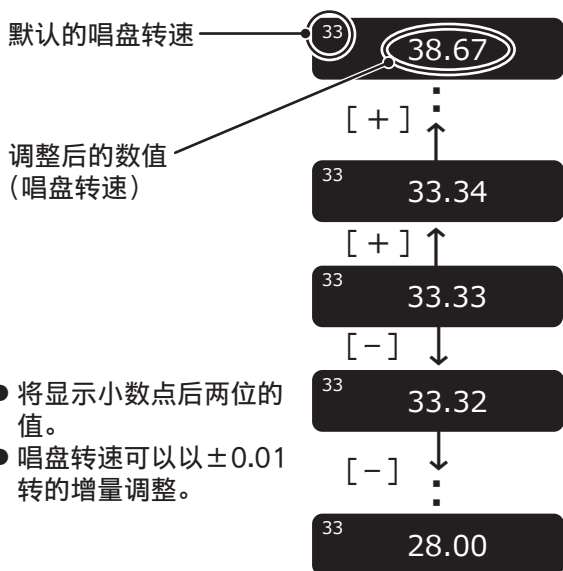 默认的唱盘转速
33
38.67
[+]
调整后的数值
(唱盘转速)
33
33.34
[+]
33
33.33
[-]
33
33.32
● 将显示小数点后两位的
值。
● 唱盘转速可以以±0.01
转的增量调整。
[-]
33
28.00